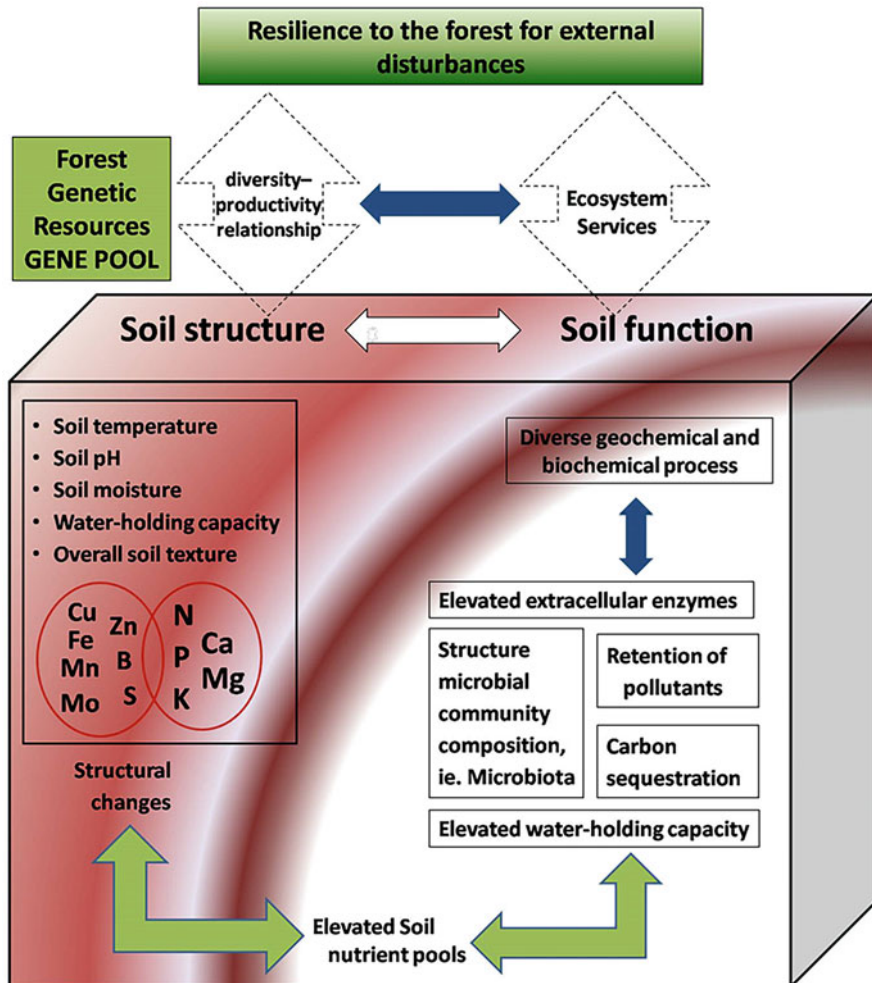 Resilience to the forest for external
disturbances
Forest
Genetic
Resources
GENE POOL
diversity–
productivity
relationship
Ecosystem
Services
Soil structure
Soil function
• Soil temperature
• Soil pH
• Soil moisture
• Water-holding capacity
• Overall soil texture
Cu
Fe
Mn
Mo
Zn
B
S
N
P
K
Ca
Mg
Structural
changes
Diverse geochemical and
biochemical process
Elevated extracellular enzymes
Structure
microbial
community
composition,
ie. Microbiota
Retention of
pollutants
Carbon
sequestration
Elevated water-holding capacity
Elevated Soil
nutrient pools